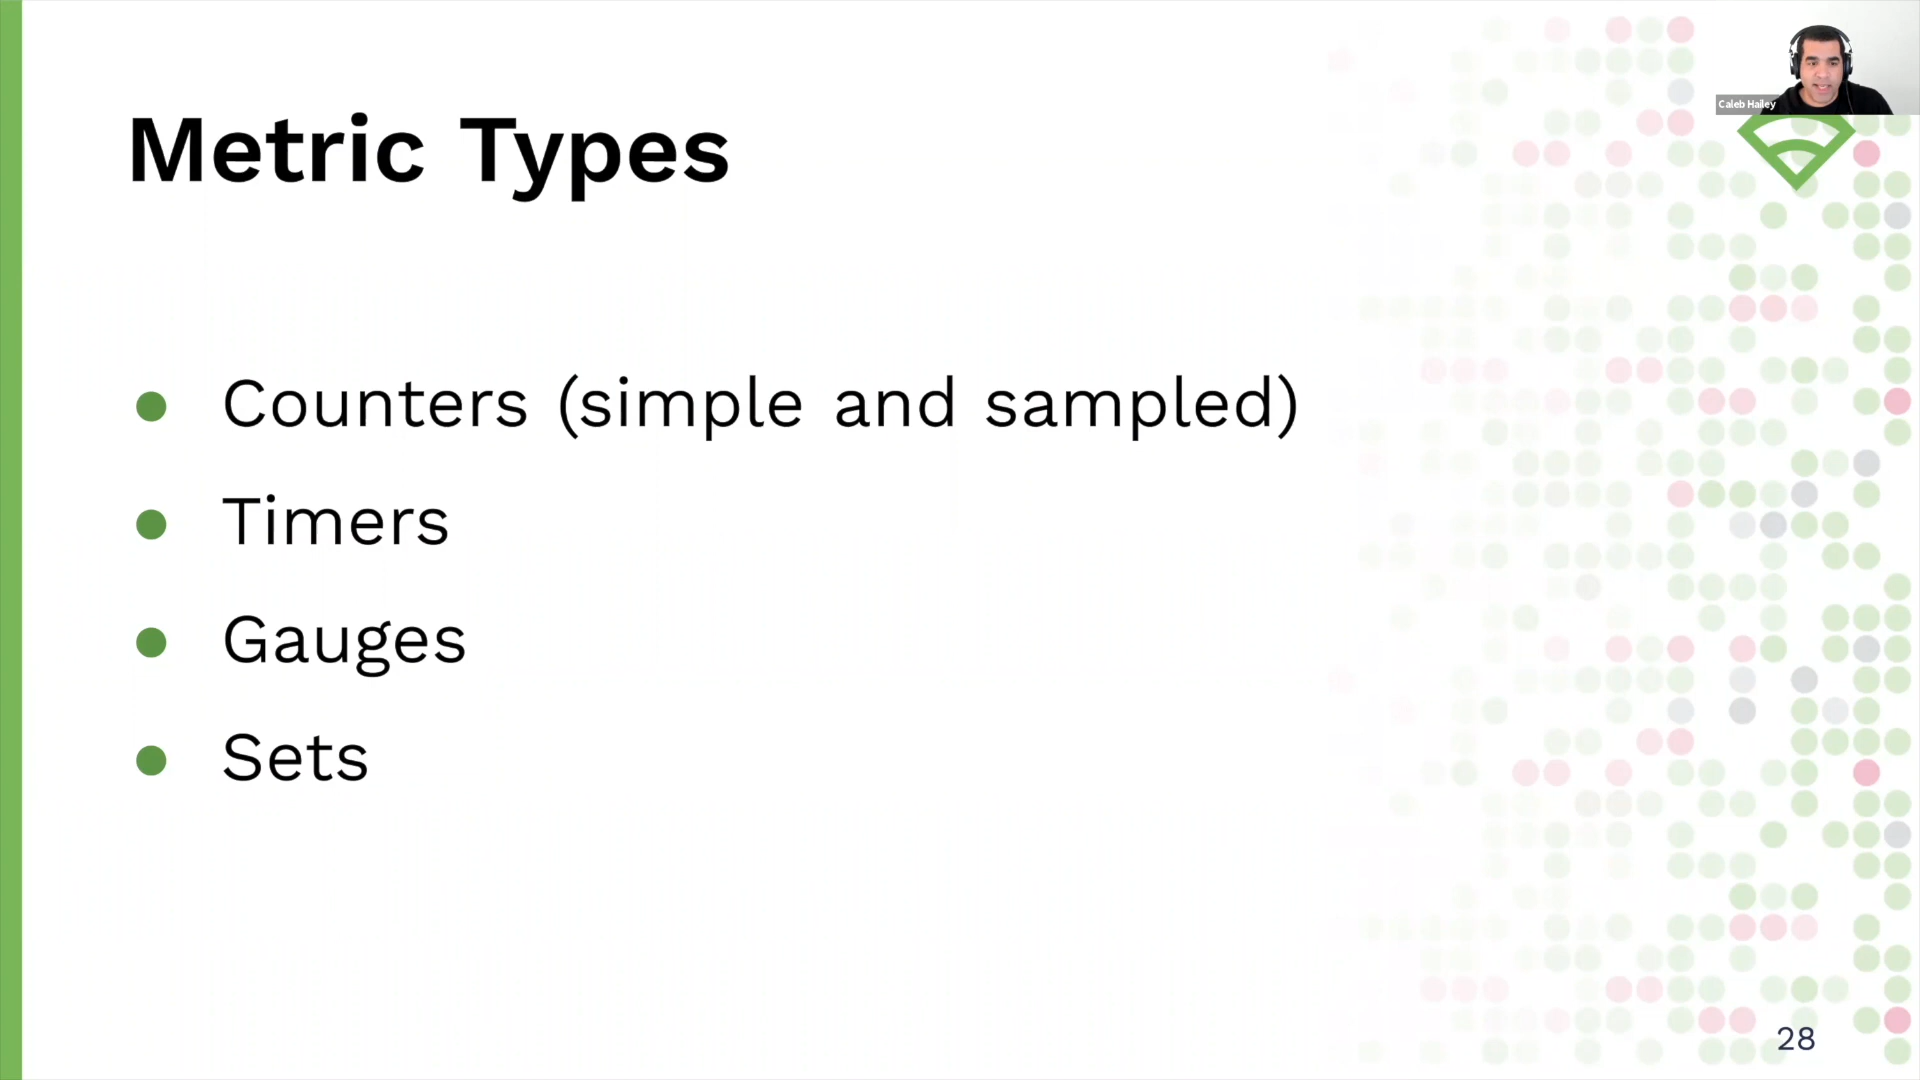 Caleb Hailey
Metric Types
● Counters (simple and sampled)
● Timers
● Gauges
● Sets
28